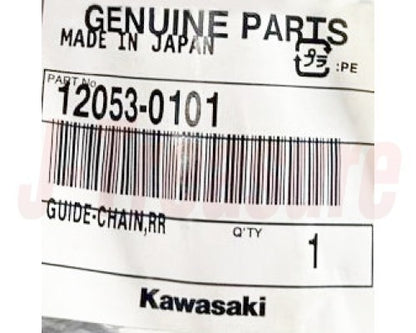 GENUINE PARTS
MADE IN JAPAN
プラ :PE
PART No
12053-0101
GUIDE-CHAIN,RR
Q'TY 1
Kawasaki